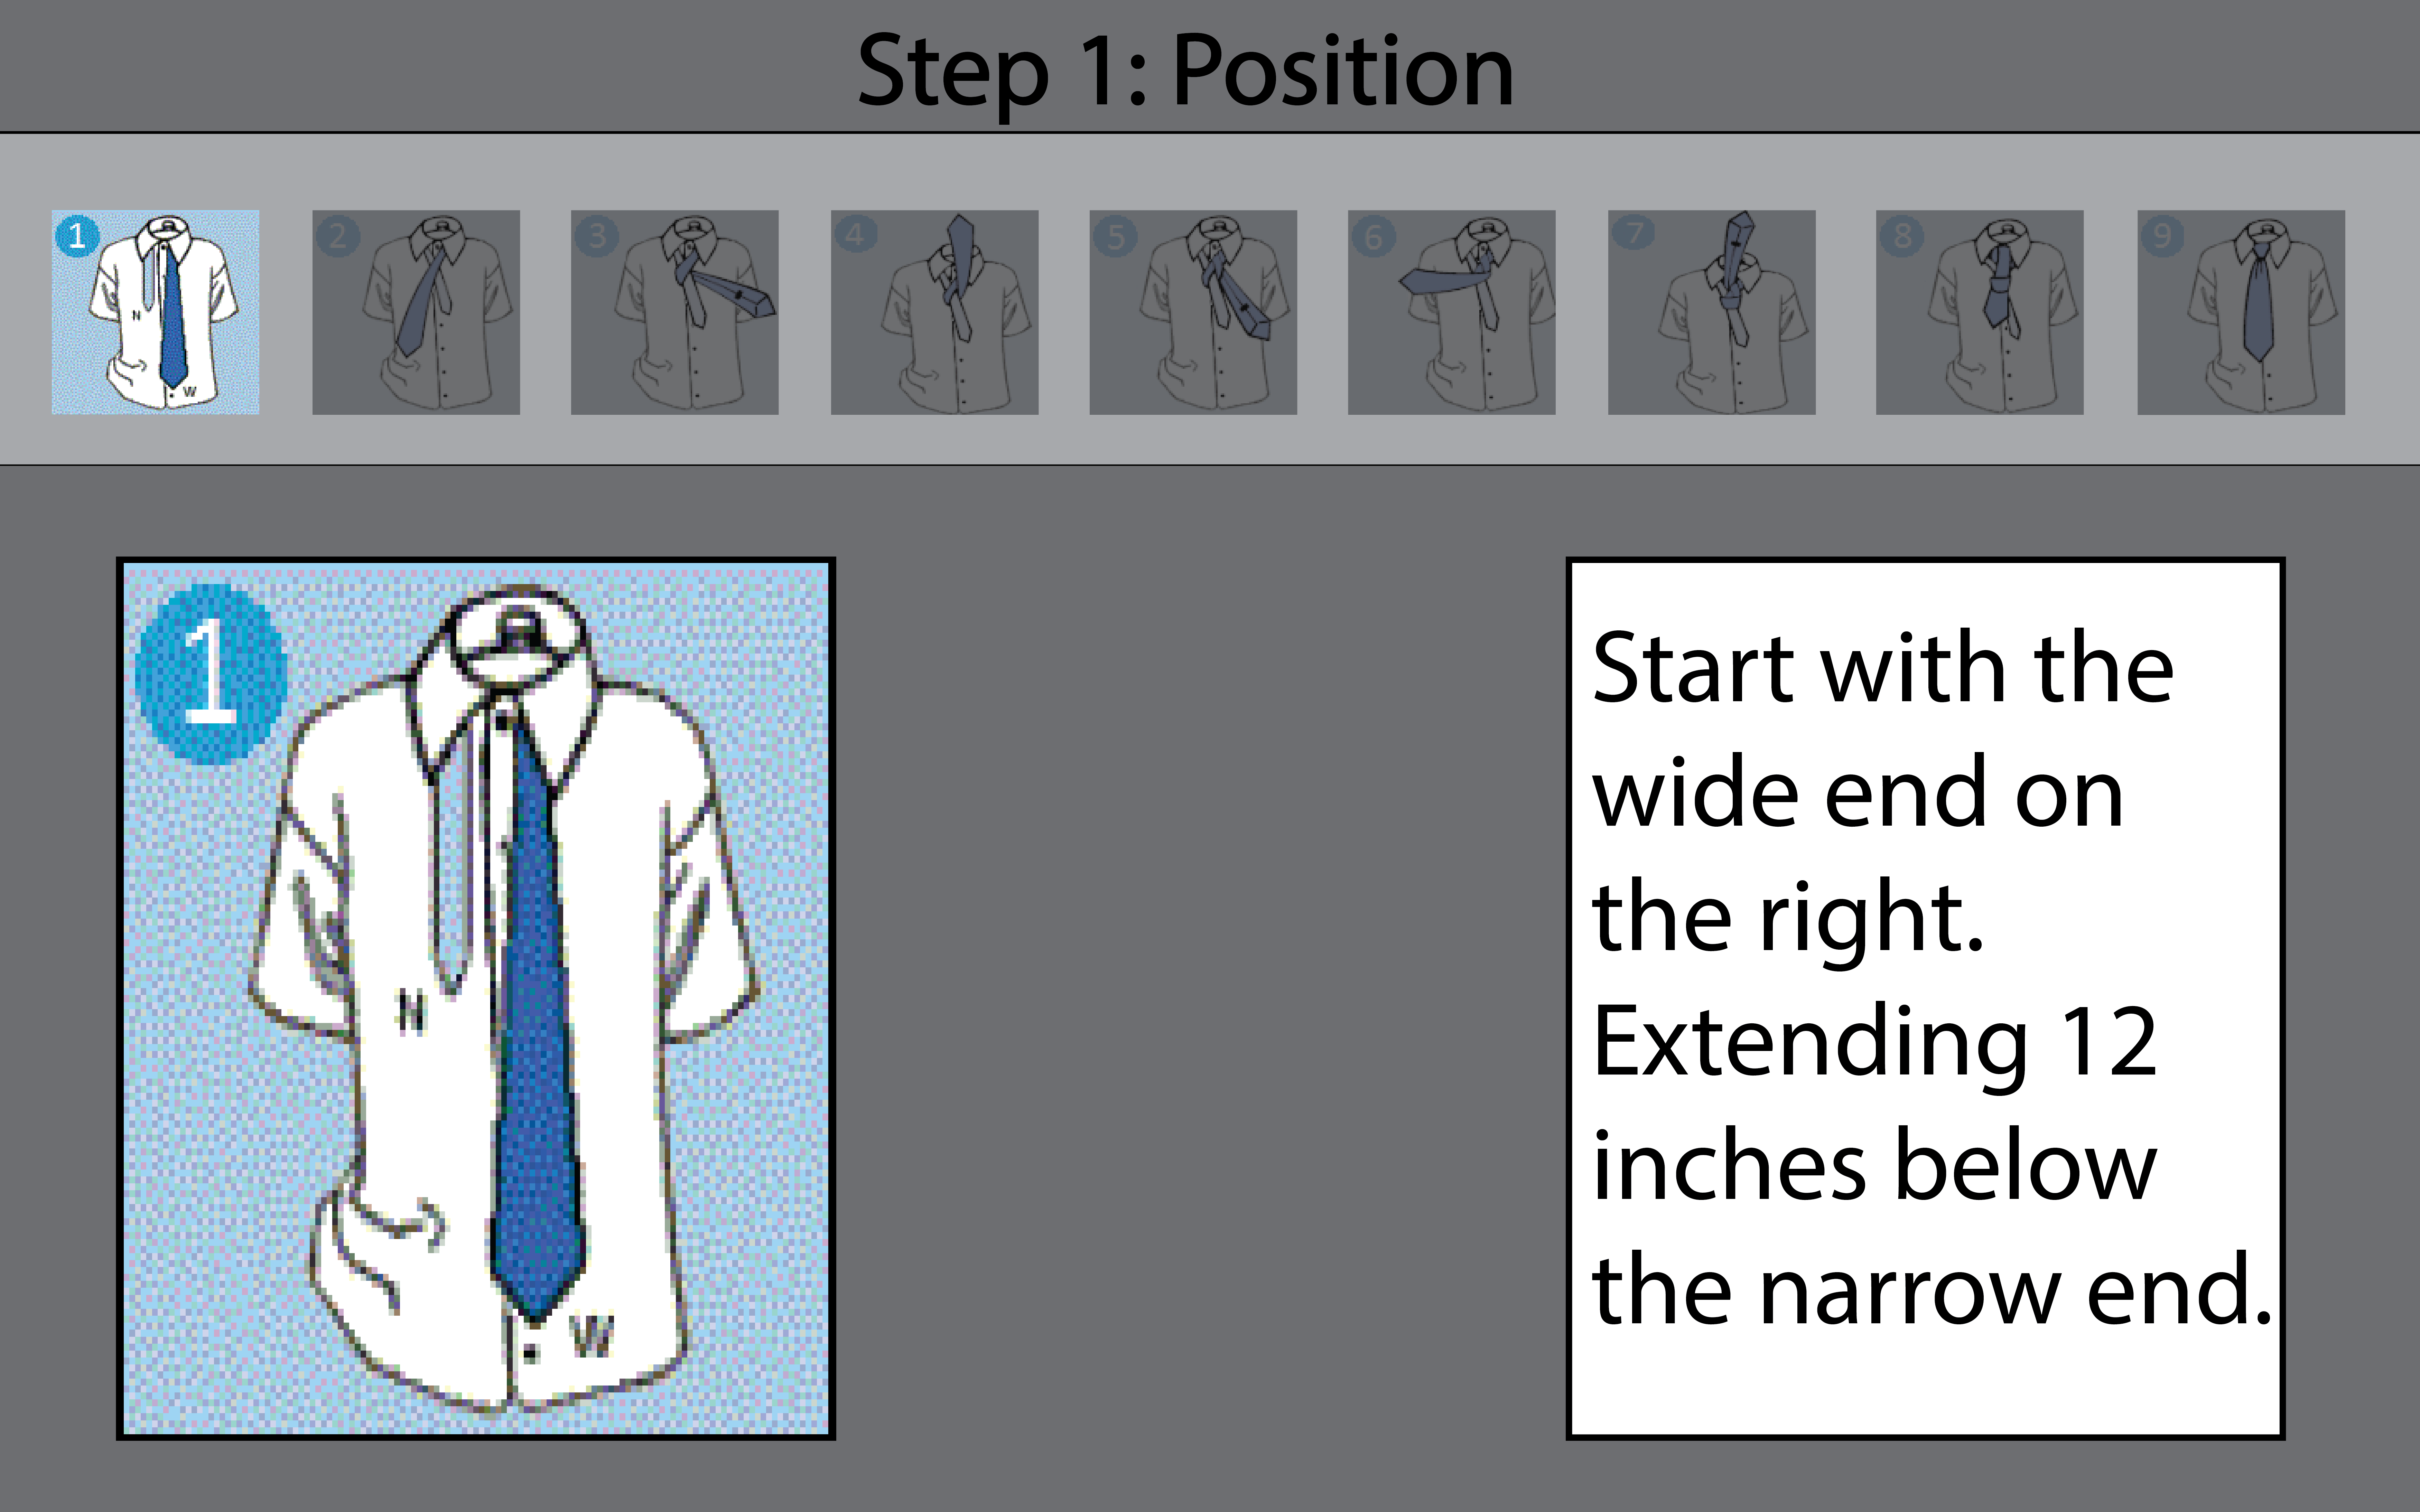 Step 1: Position
1 2 3 4 5 6 7 8 9
N
W
1
N
W
Start with the
wide end on
the right.
Extending 12
inches below
the narrow end.